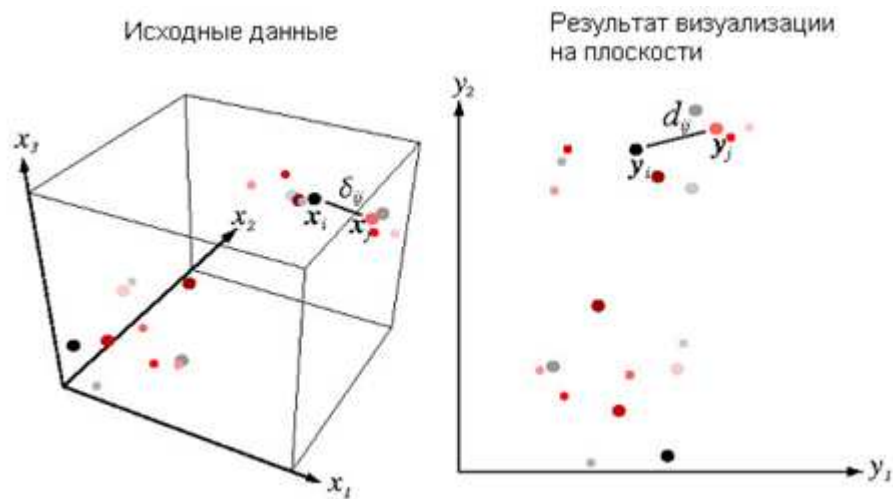 Исходные данные
Результат визуализации
на плоскости
x₃
x₂
x₁
δᵢⱼ
xᵢ
xⱼ
y₂
y₁
dᵢⱼ
yᵢ
yⱼ